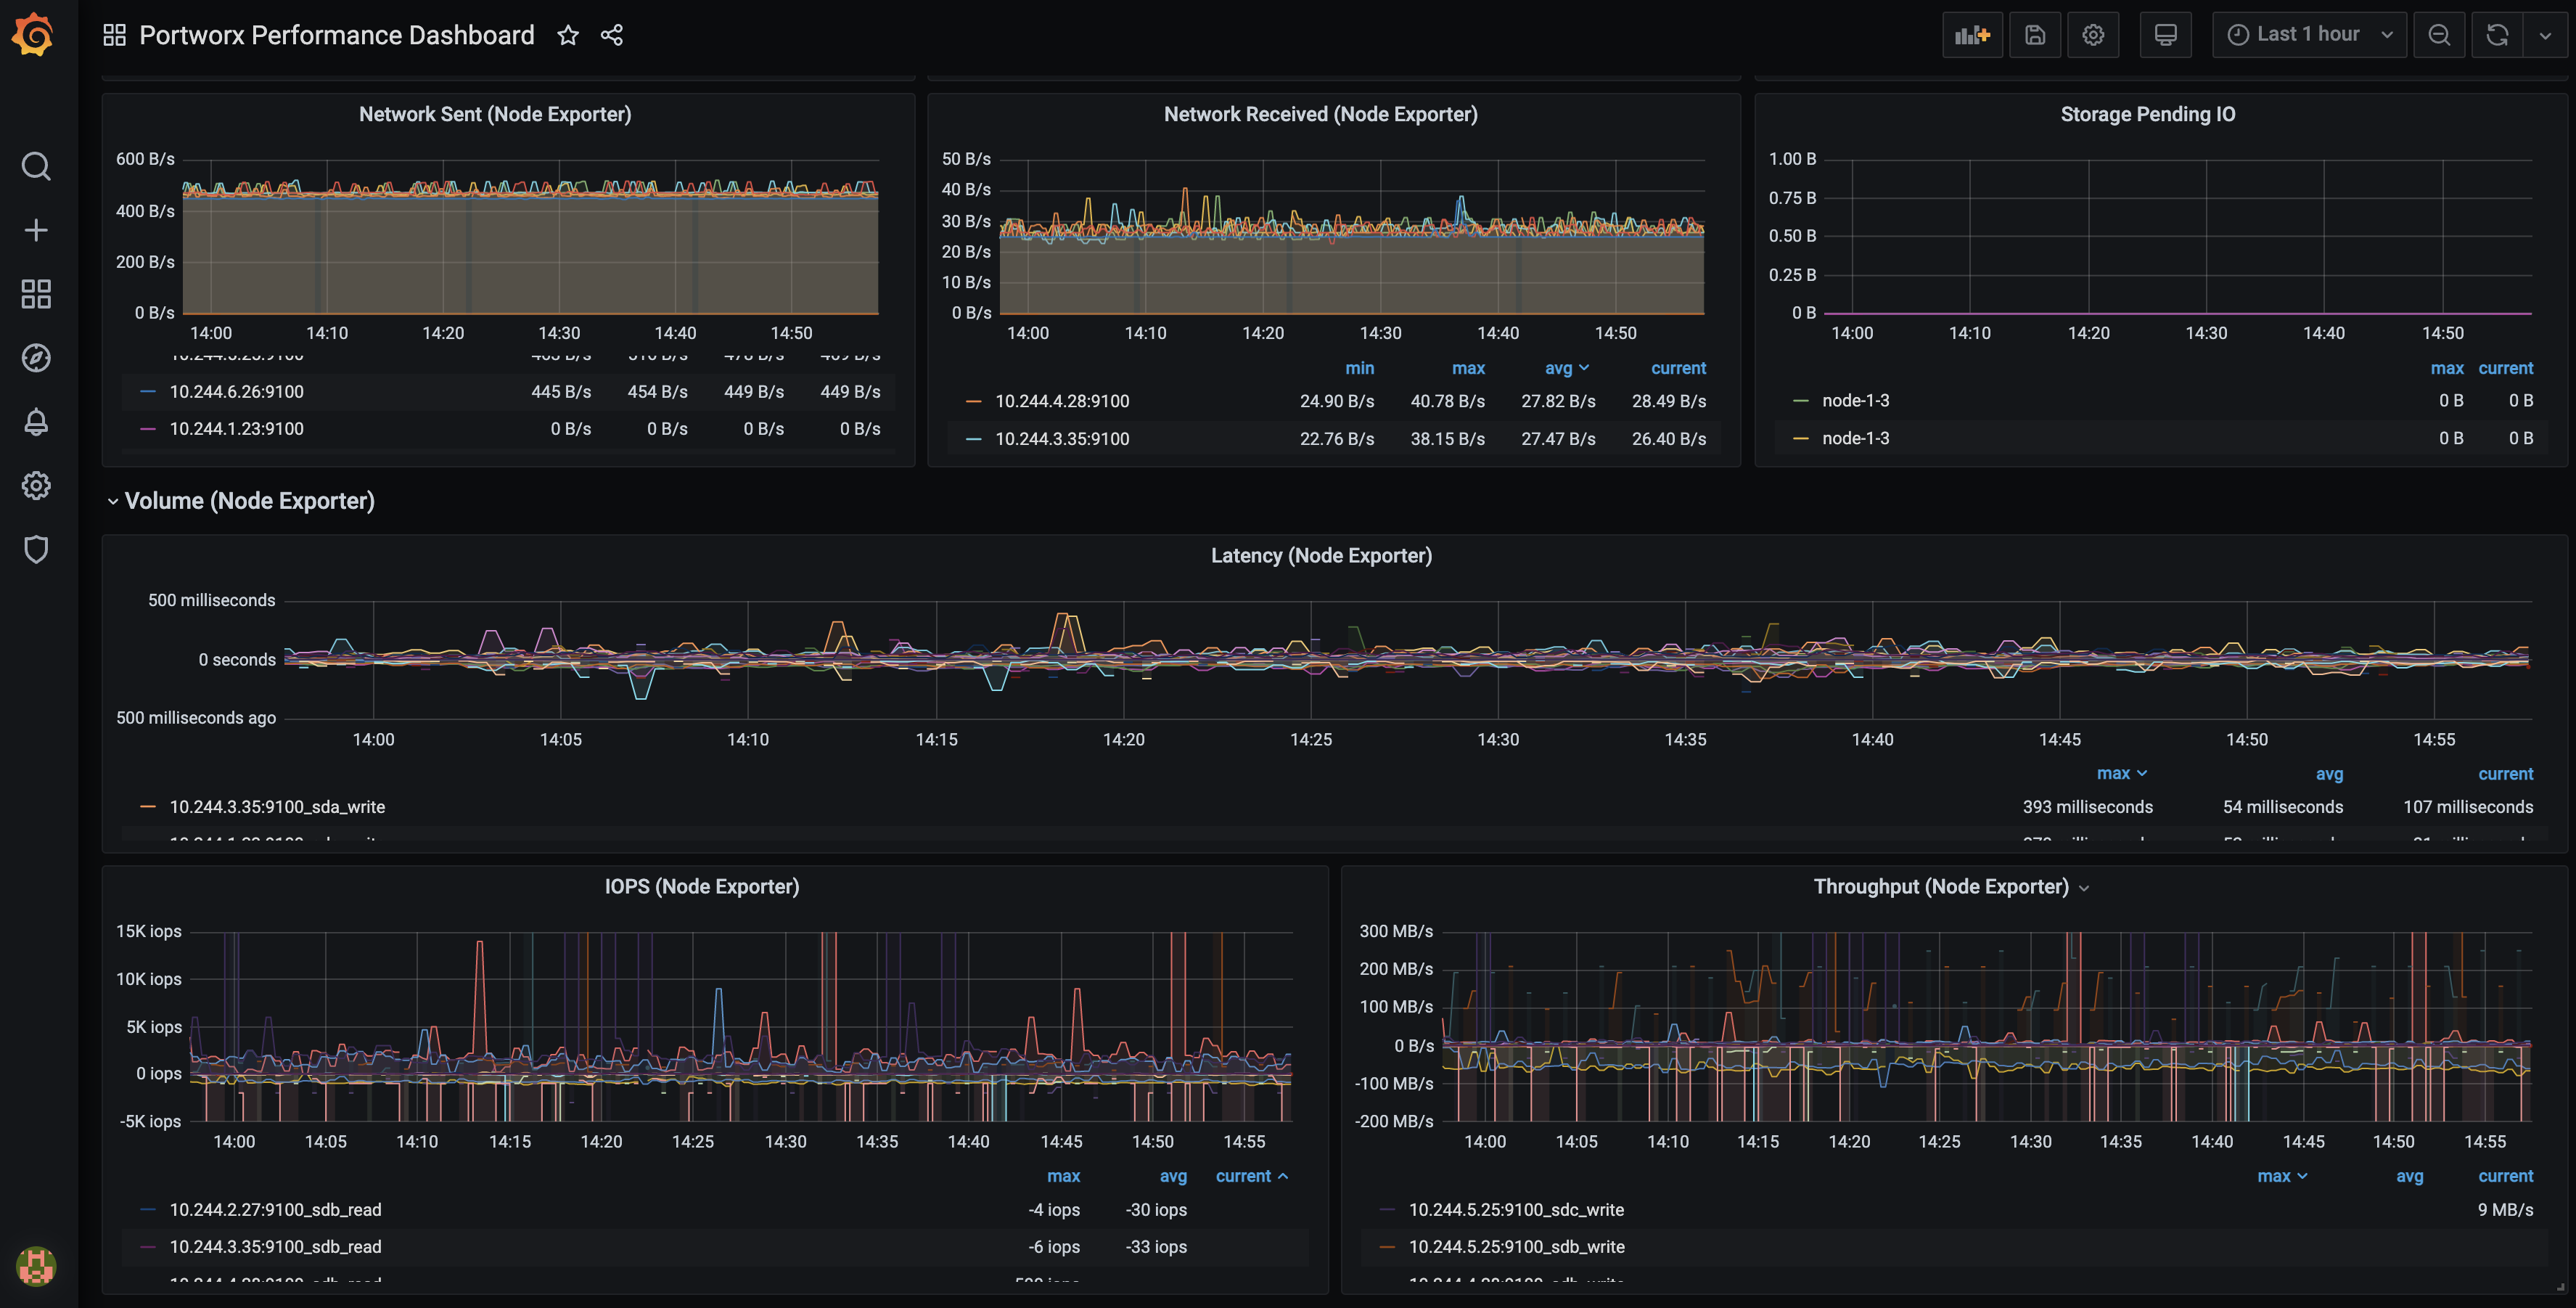 Portworx Performance Dashboard
Last 1 hour
Network Sent (Node Exporter)
600 B/s
400 B/s
200 B/s
0 B/s
14:00 14:10 14:20 14:30 14:40 14:50
10.244.6.26:9100 445 B/s 454 B/s 449 B/s 449 B/s
10.244.1.23:9100 0 B/s 0 B/s 0 B/s 0 B/s
Network Received (Node Exporter)
50 B/s
40 B/s
30 B/s
20 B/s
10 B/s
0 B/s
14:00 14:10 14:20 14:30 14:40 14:50
min max avg current
10.244.4.28:9100 24.90 B/s 40.78 B/s 27.82 B/s 28.49 B/s
10.244.3.35:9100 22.76 B/s 38.15 B/s 27.47 B/s 26.40 B/s
Storage Pending IO
1.00 B
0.75 B
0.50 B
0.25 B
0 B
14:00 14:10 14:20 14:30 14:40 14:50
max current
node-1-3 0 B 0 B
node-1-3 0 B 0 B
Volume (Node Exporter)
Latency (Node Exporter)
500 milliseconds
0 seconds
500 milliseconds ago
14:00 14:05 14:10 14:15 14:20 14:25 14:30 14:35 14:40 14:45 14:50 14:55
max avg current
10.244.3.35:9100_sda_write 393 milliseconds 54 milliseconds 107 milliseconds
IOPS (Node Exporter)
15K iops
10K iops
5K iops
0 iops
-5K iops
14:00 14:05 14:10 14:15 14:20 14:25 14:30 14:35 14:40 14:45 14:50 14:55
max avg current
10.244.2.27:9100_sdb_read -4 iops -30 iops
10.244.3.35:9100_sdb_read -6 iops -33 iops
Throughput (Node Exporter)
300 MB/s
200 MB/s
100 MB/s
0 B/s
-100 MB/s
-200 MB/s
14:00 14:05 14:10 14:15 14:20 14:25 14:30 14:35 14:40 14:45 14:50 14:55
max avg current
10.244.5.25:9100_sdc_write 9 MB/s
10.244.5.25:9100_sdb_write